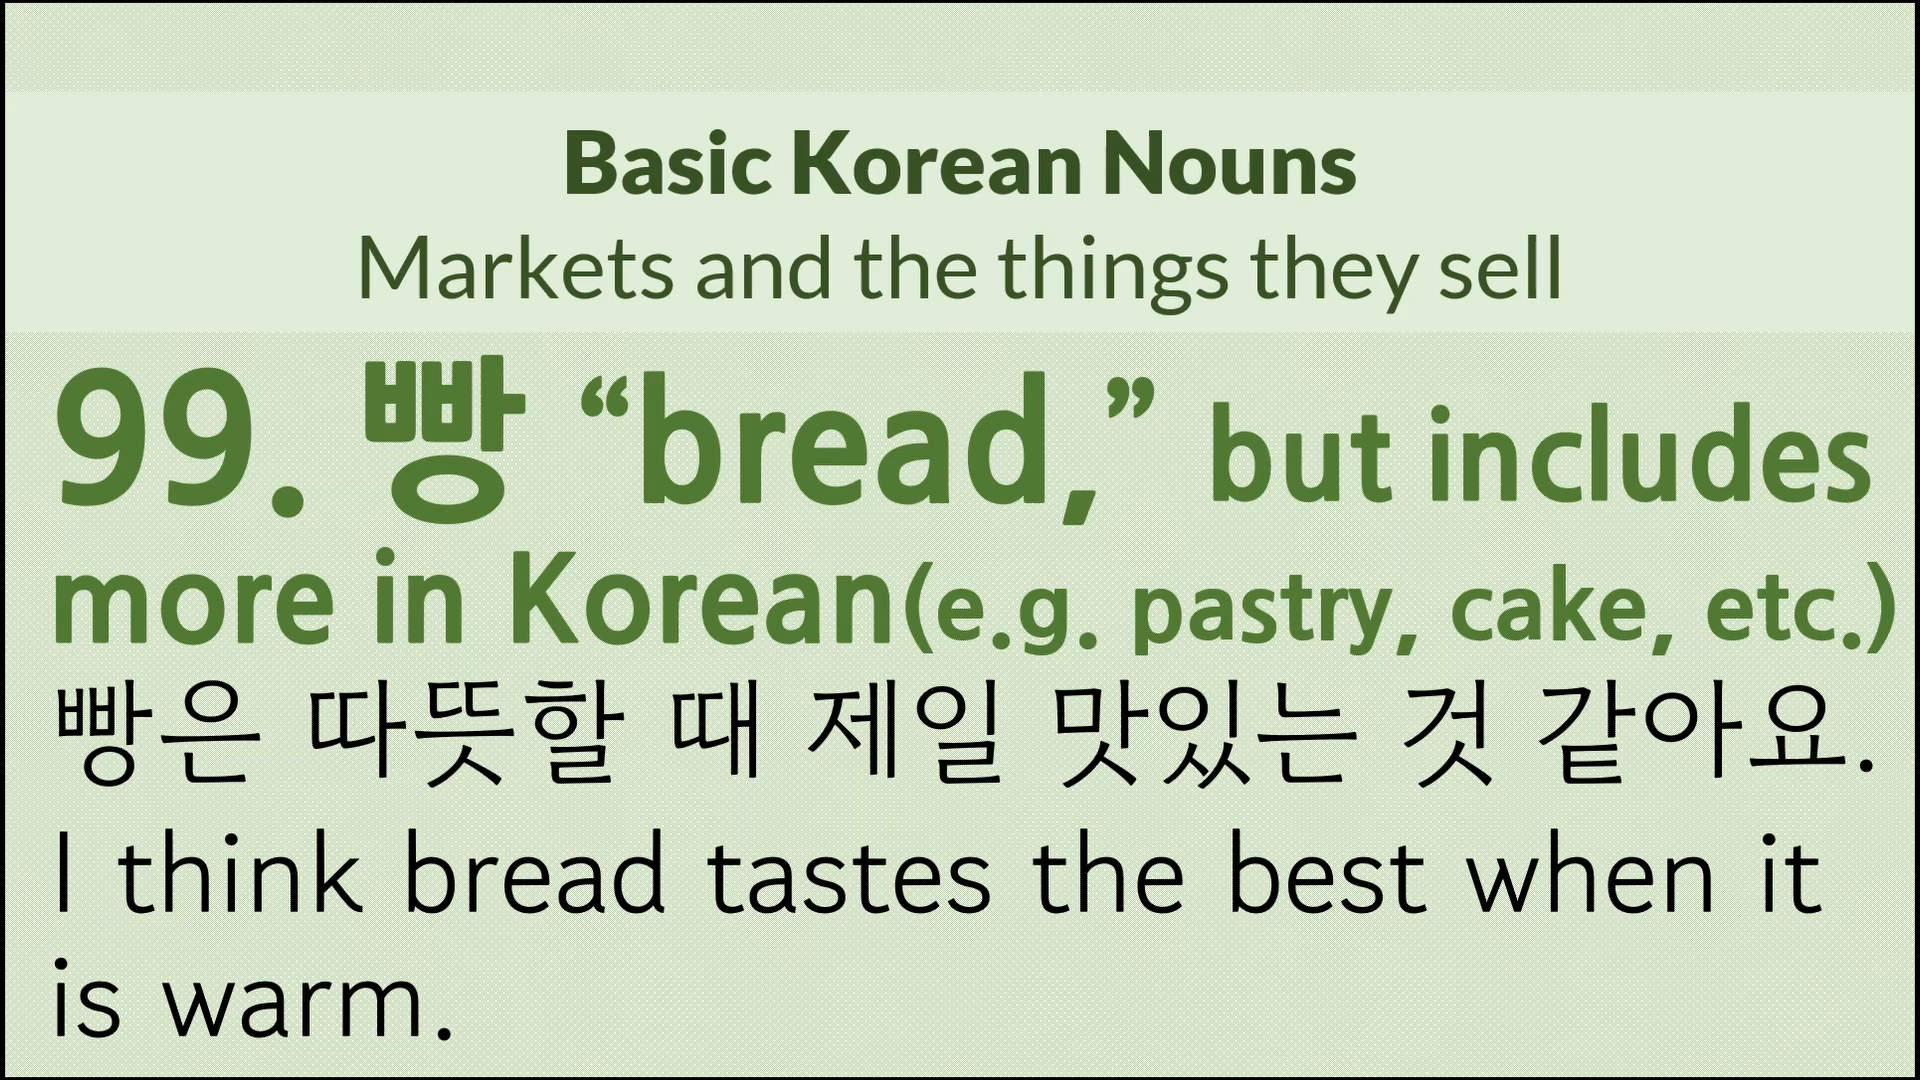 Basic Korean Nouns
Markets and the things they sell
99. 빵 “bread,” but includes
more in Korean(e.g. pastry, cake, etc.)
빵은 따뜻할 때 제일 맛있는 것 같아요.
I think bread tastes the best when it
is warm.